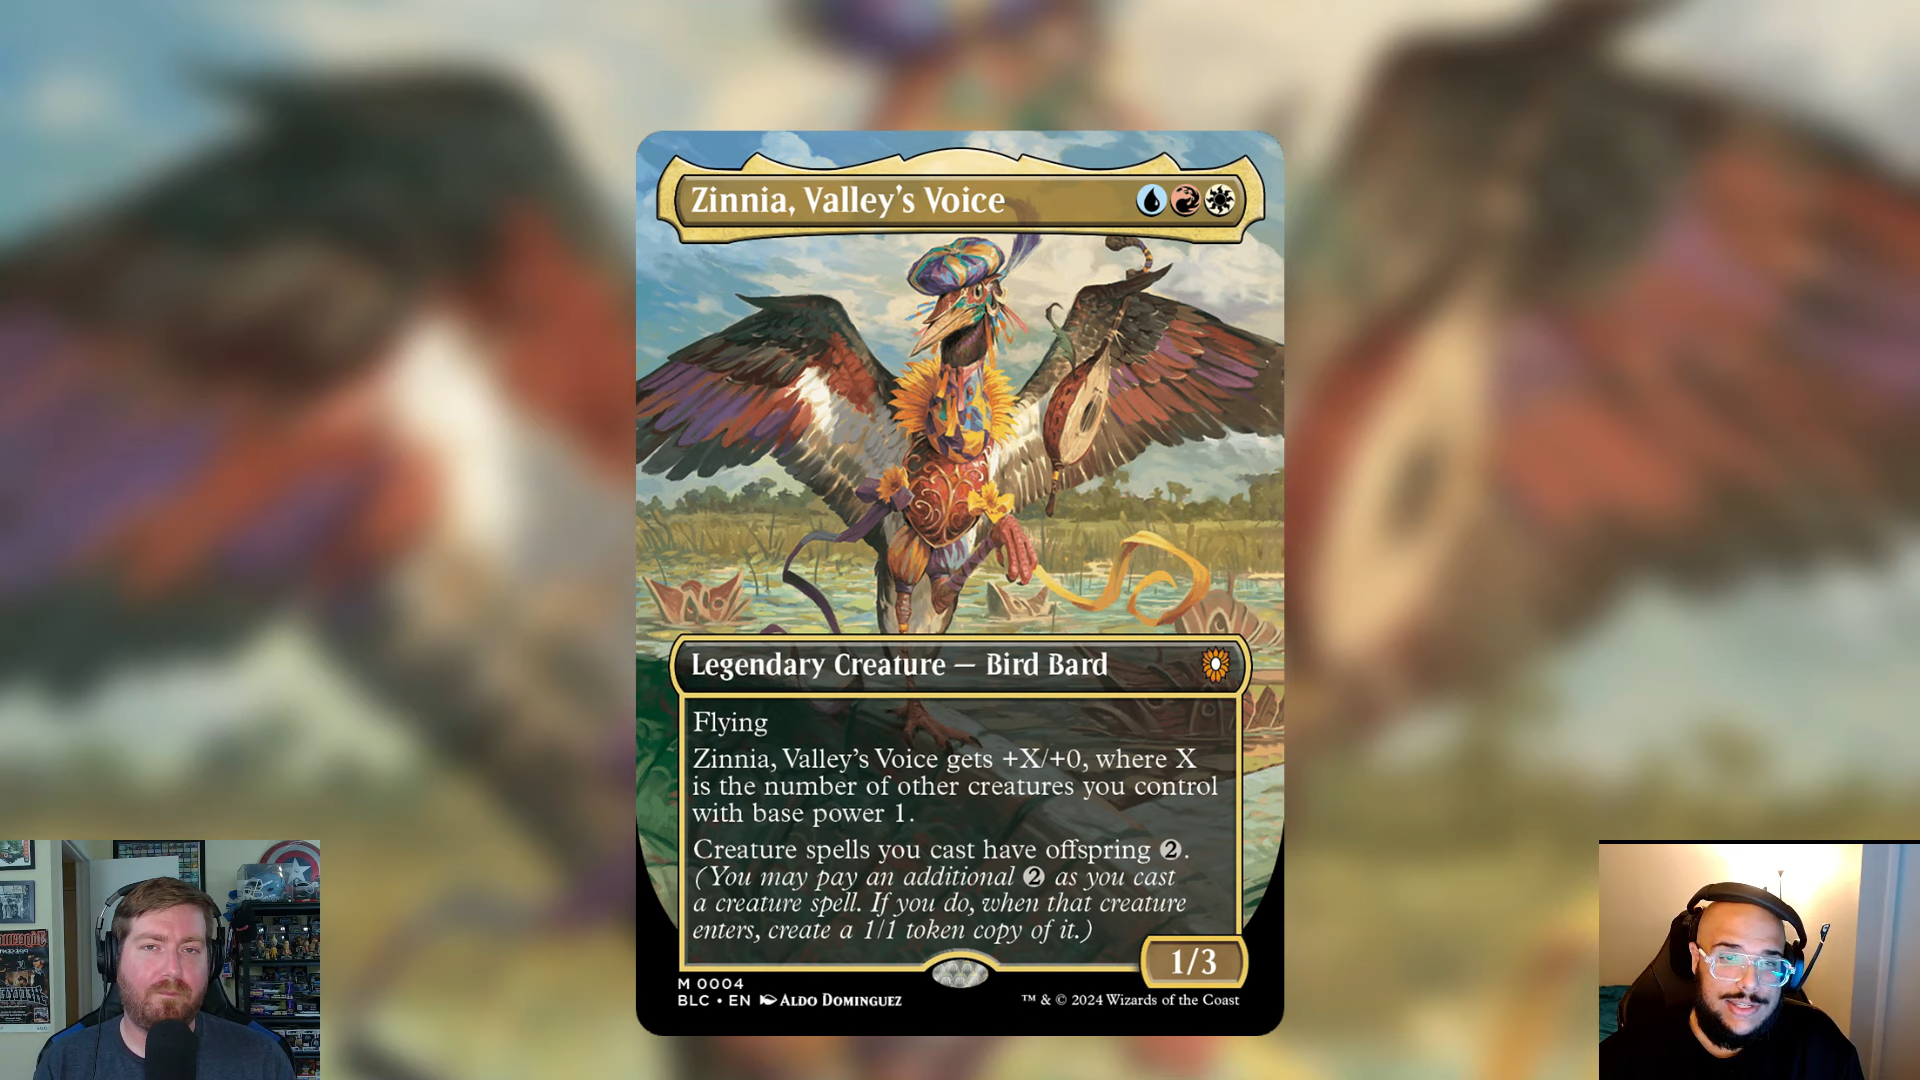 Zinnia, Valley's Voice
Legendary Creature — Bird Bard
Flying
Zinnia, Valley's Voice gets +X/+0, where X
is the number of other creatures you control
with base power 1.
Creature spells you cast have offspring 2.
(You may pay an additional 2 as you cast
a creature spell. If you do, when that creature
enters, create a 1/1 token copy of it.)
1/3
M 0004
BLC • EN ALDO DOMINGUEZ
™ & © 2024 Wizards of the Coast